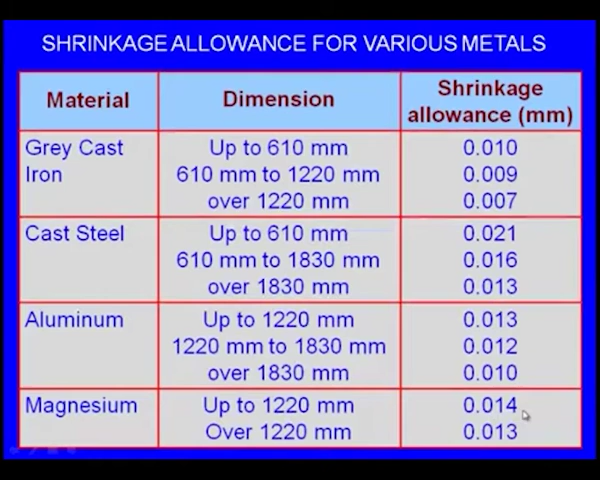 SHRINKAGE ALLOWANCE FOR VARIOUS METALS
Material Dimension Shrinkage allowance (mm)
Grey Cast Iron Up to 610 mm 0.010
610 mm to 1220 mm 0.009
over 1220 mm 0.007
Cast Steel Up to 610 mm 0.021
610 mm to 1830 mm 0.016
over 1830 mm 0.013
Aluminum Up to 1220 mm 0.013
1220 mm to 1830 mm 0.012
over 1830 mm 0.010
Magnesium Up to 1220 mm 0.014
Over 1220 mm 0.013